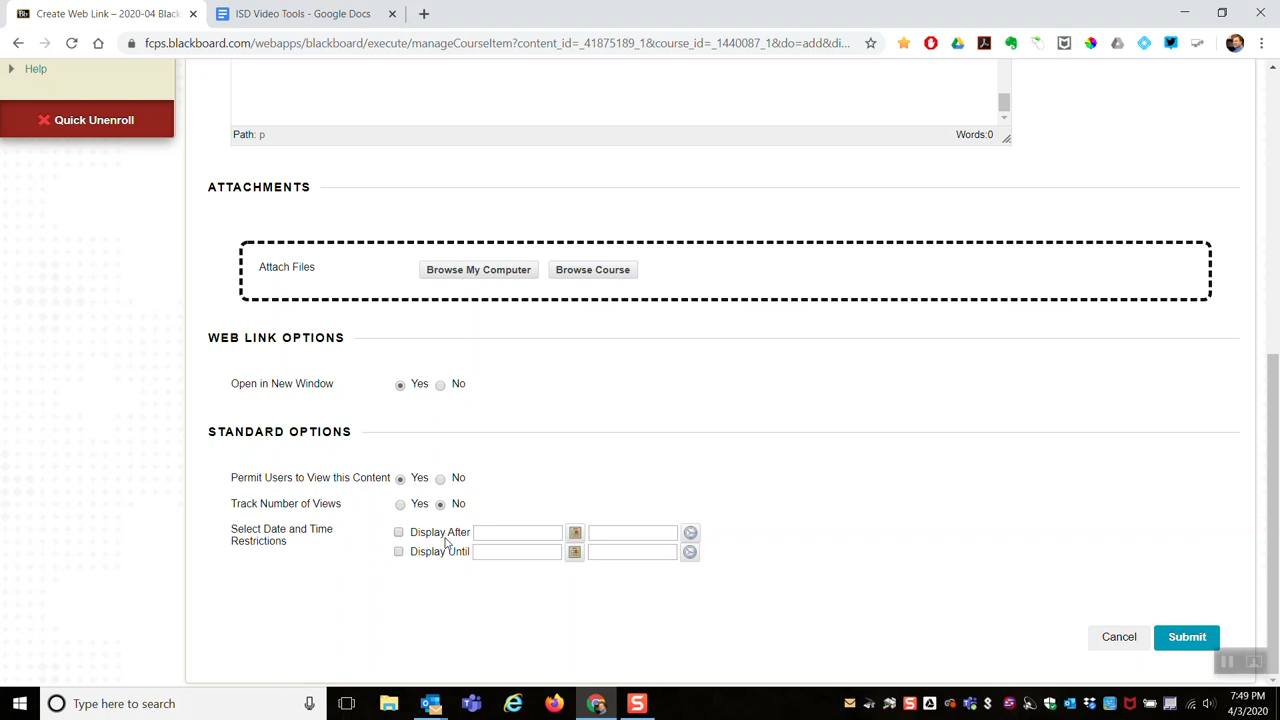 Create Web Link – 2020-04 Black
ISD Video Tools - Google Docs
fcps.blackboard.com/webapps/blackboard/execute/manageCourseItem?content_id=_41875189_1&course_id=_1440087_1&do=add&di...
Help
Quick Unenroll
Path: p
Words:0
ATTACHMENTS
Attach Files
Browse My Computer
Browse Course
WEB LINK OPTIONS
Open in New Window
Yes
No
STANDARD OPTIONS
Permit Users to View this Content
Yes
No
Track Number of Views
Yes
No
Select Date and Time
Restrictions
Display After
Display Until
Cancel
Submit
Type here to search
7:49 PM
4/3/2020